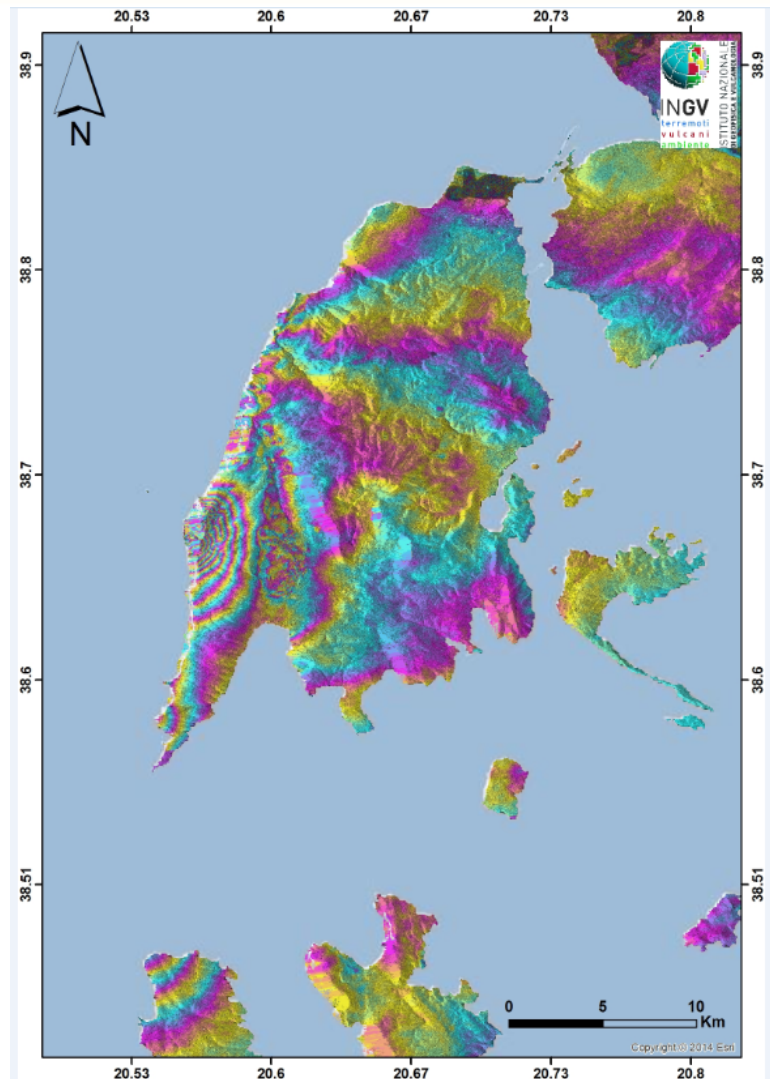 20.53 20.6 20.67 20.73 20.8
38.9 38.9
N
INGV
terremoti
vulcani
ambiente
ISTITUTO NAZIONALE
DI GEOFISICA E VULCANOLOGIA
38.8 38.8
38.7 38.7
38.6 38.6
38.51 38.51
0 5 10
Km
Copyright:© 2014 Esri
20.53 20.6 20.67 20.73 20.8